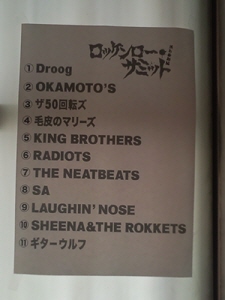 ロッケンロー・サミット
① Droog
② OKAMOTO'S
③ ザ50回転ズ
④ 毛皮のマリーズ
⑤ KING BROTHERS
⑥ RADIOTS
⑦ THE NEATBEATS
⑧ SA
⑨ LAUGHIN' NOSE
⑩ SHEENA&THE ROKKETS
⑪ ギターウルフ